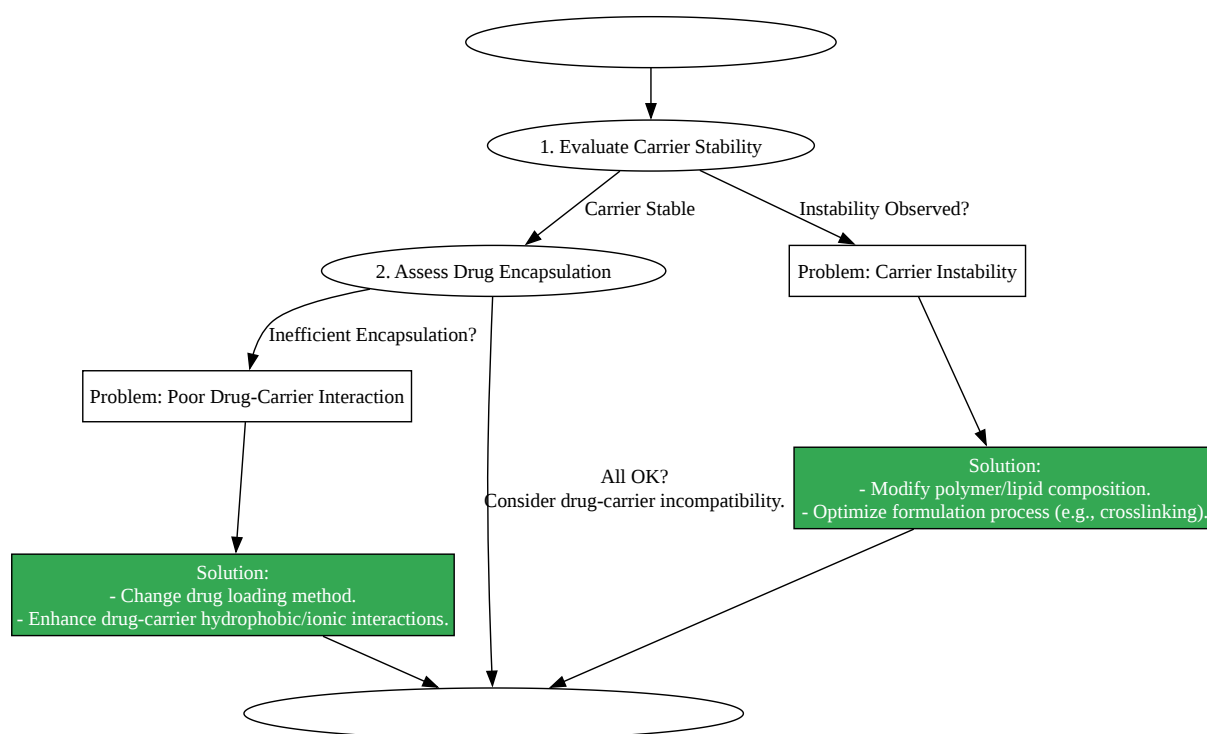 1. Evaluate Carrier Stability
Carrier Stable
Instability Observed?
2. Assess Drug Encapsulation
Problem: Carrier Instability
Inefficient Encapsulation?
Problem: Poor Drug-Carrier Interaction
All OK?
Consider drug-carrier incompatibility.
Solution:
- Modify polymer/lipid composition.
- Optimize formulation process (e.g., crosslinking).
Solution:
- Change drug loading method.
- Enhance drug-carrier hydrophobic/ionic interactions.